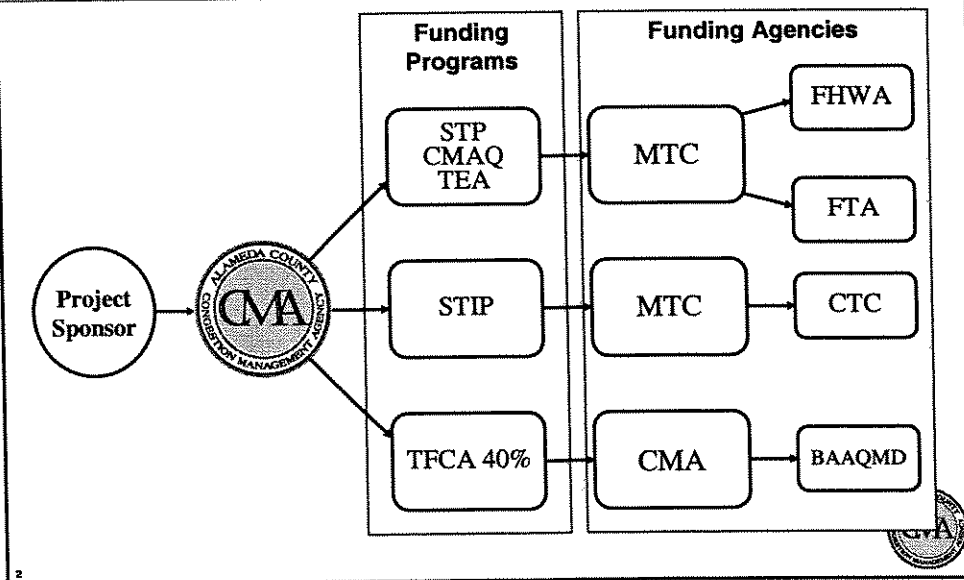 Funding
Programs
Funding Agencies
STP
CMAQ
TEA
MTC
FHWA
FTA
Project
Sponsor
ALAMEDA COUNTY
CMA
CONGESTION MANAGEMENT AGENCY
STIP
MTC
CTC
TFCA 40%
CMA
BAAQMD
CMA
2